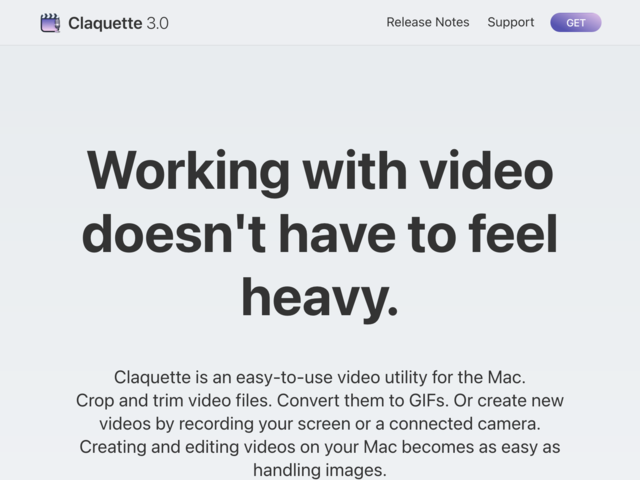 Claquette 3.0
Release Notes
Support
GET
Working with video
doesn't have to feel
heavy.
Claquette is an easy-to-use video utility for the Mac.
Crop and trim video files. Convert them to GIFs. Or create new
videos by recording your screen or a connected camera.
Creating and editing videos on your Mac becomes as easy as
handling images.